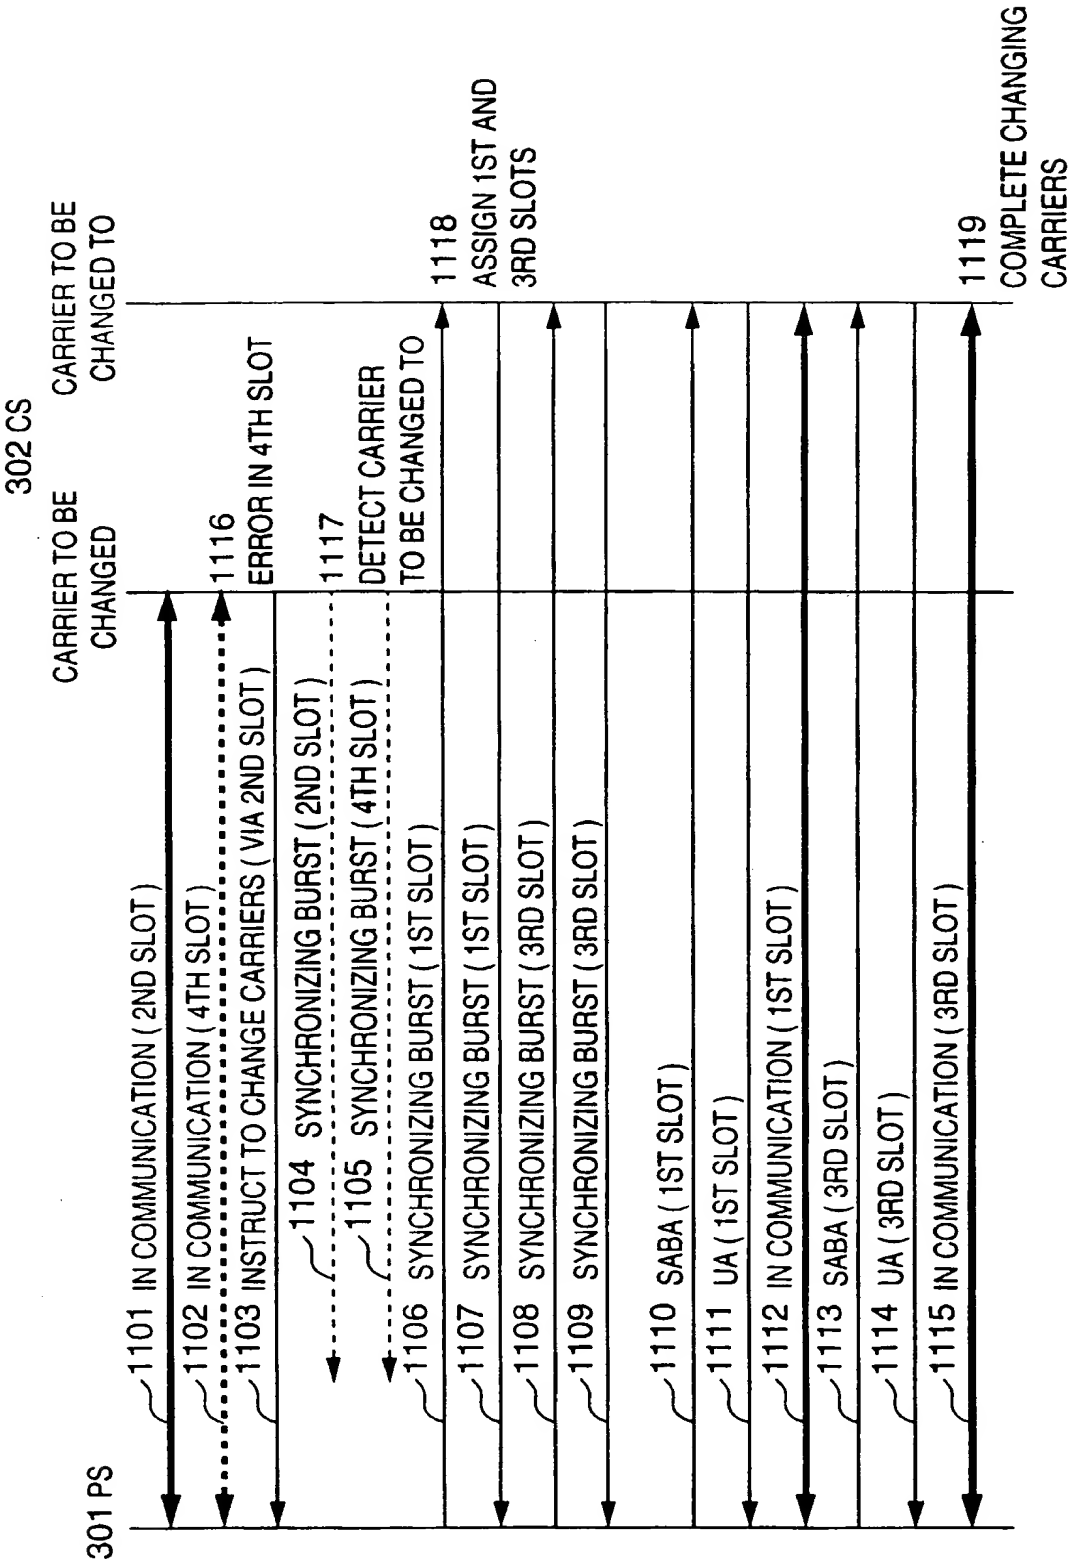 302 CS
301 PS
CARRIER TO BE
CHANGED
CARRIER TO BE
CHANGED TO
1101 IN COMMUNICATION ( 2ND SLOT )
1102 IN COMMUNICATION ( 4TH SLOT )
1116
ERROR IN 4TH SLOT
1103 INSTRUCT TO CHANGE CARRIERS ( VIA 2ND SLOT )
1104 SYNCHRONIZING BURST ( 2ND SLOT )
1117
DETECT CARRIER
TO BE CHANGED TO
1105 SYNCHRONIZING BURST ( 4TH SLOT )
1106 SYNCHRONIZING BURST ( 1ST SLOT )
1118
ASSIGN 1ST AND
3RD SLOTS
1107 SYNCHRONIZING BURST ( 1ST SLOT )
1108 SYNCHRONIZING BURST ( 3RD SLOT )
1109 SYNCHRONIZING BURST ( 3RD SLOT )
1110 SABA ( 1ST SLOT )
1111 UA ( 1ST SLOT )
1112 IN COMMUNICATION ( 1ST SLOT )
1113 SABA ( 3RD SLOT )
1114 UA ( 3RD SLOT )
1115 IN COMMUNICATION ( 3RD SLOT )
1119
COMPLETE CHANGING
CARRIERS